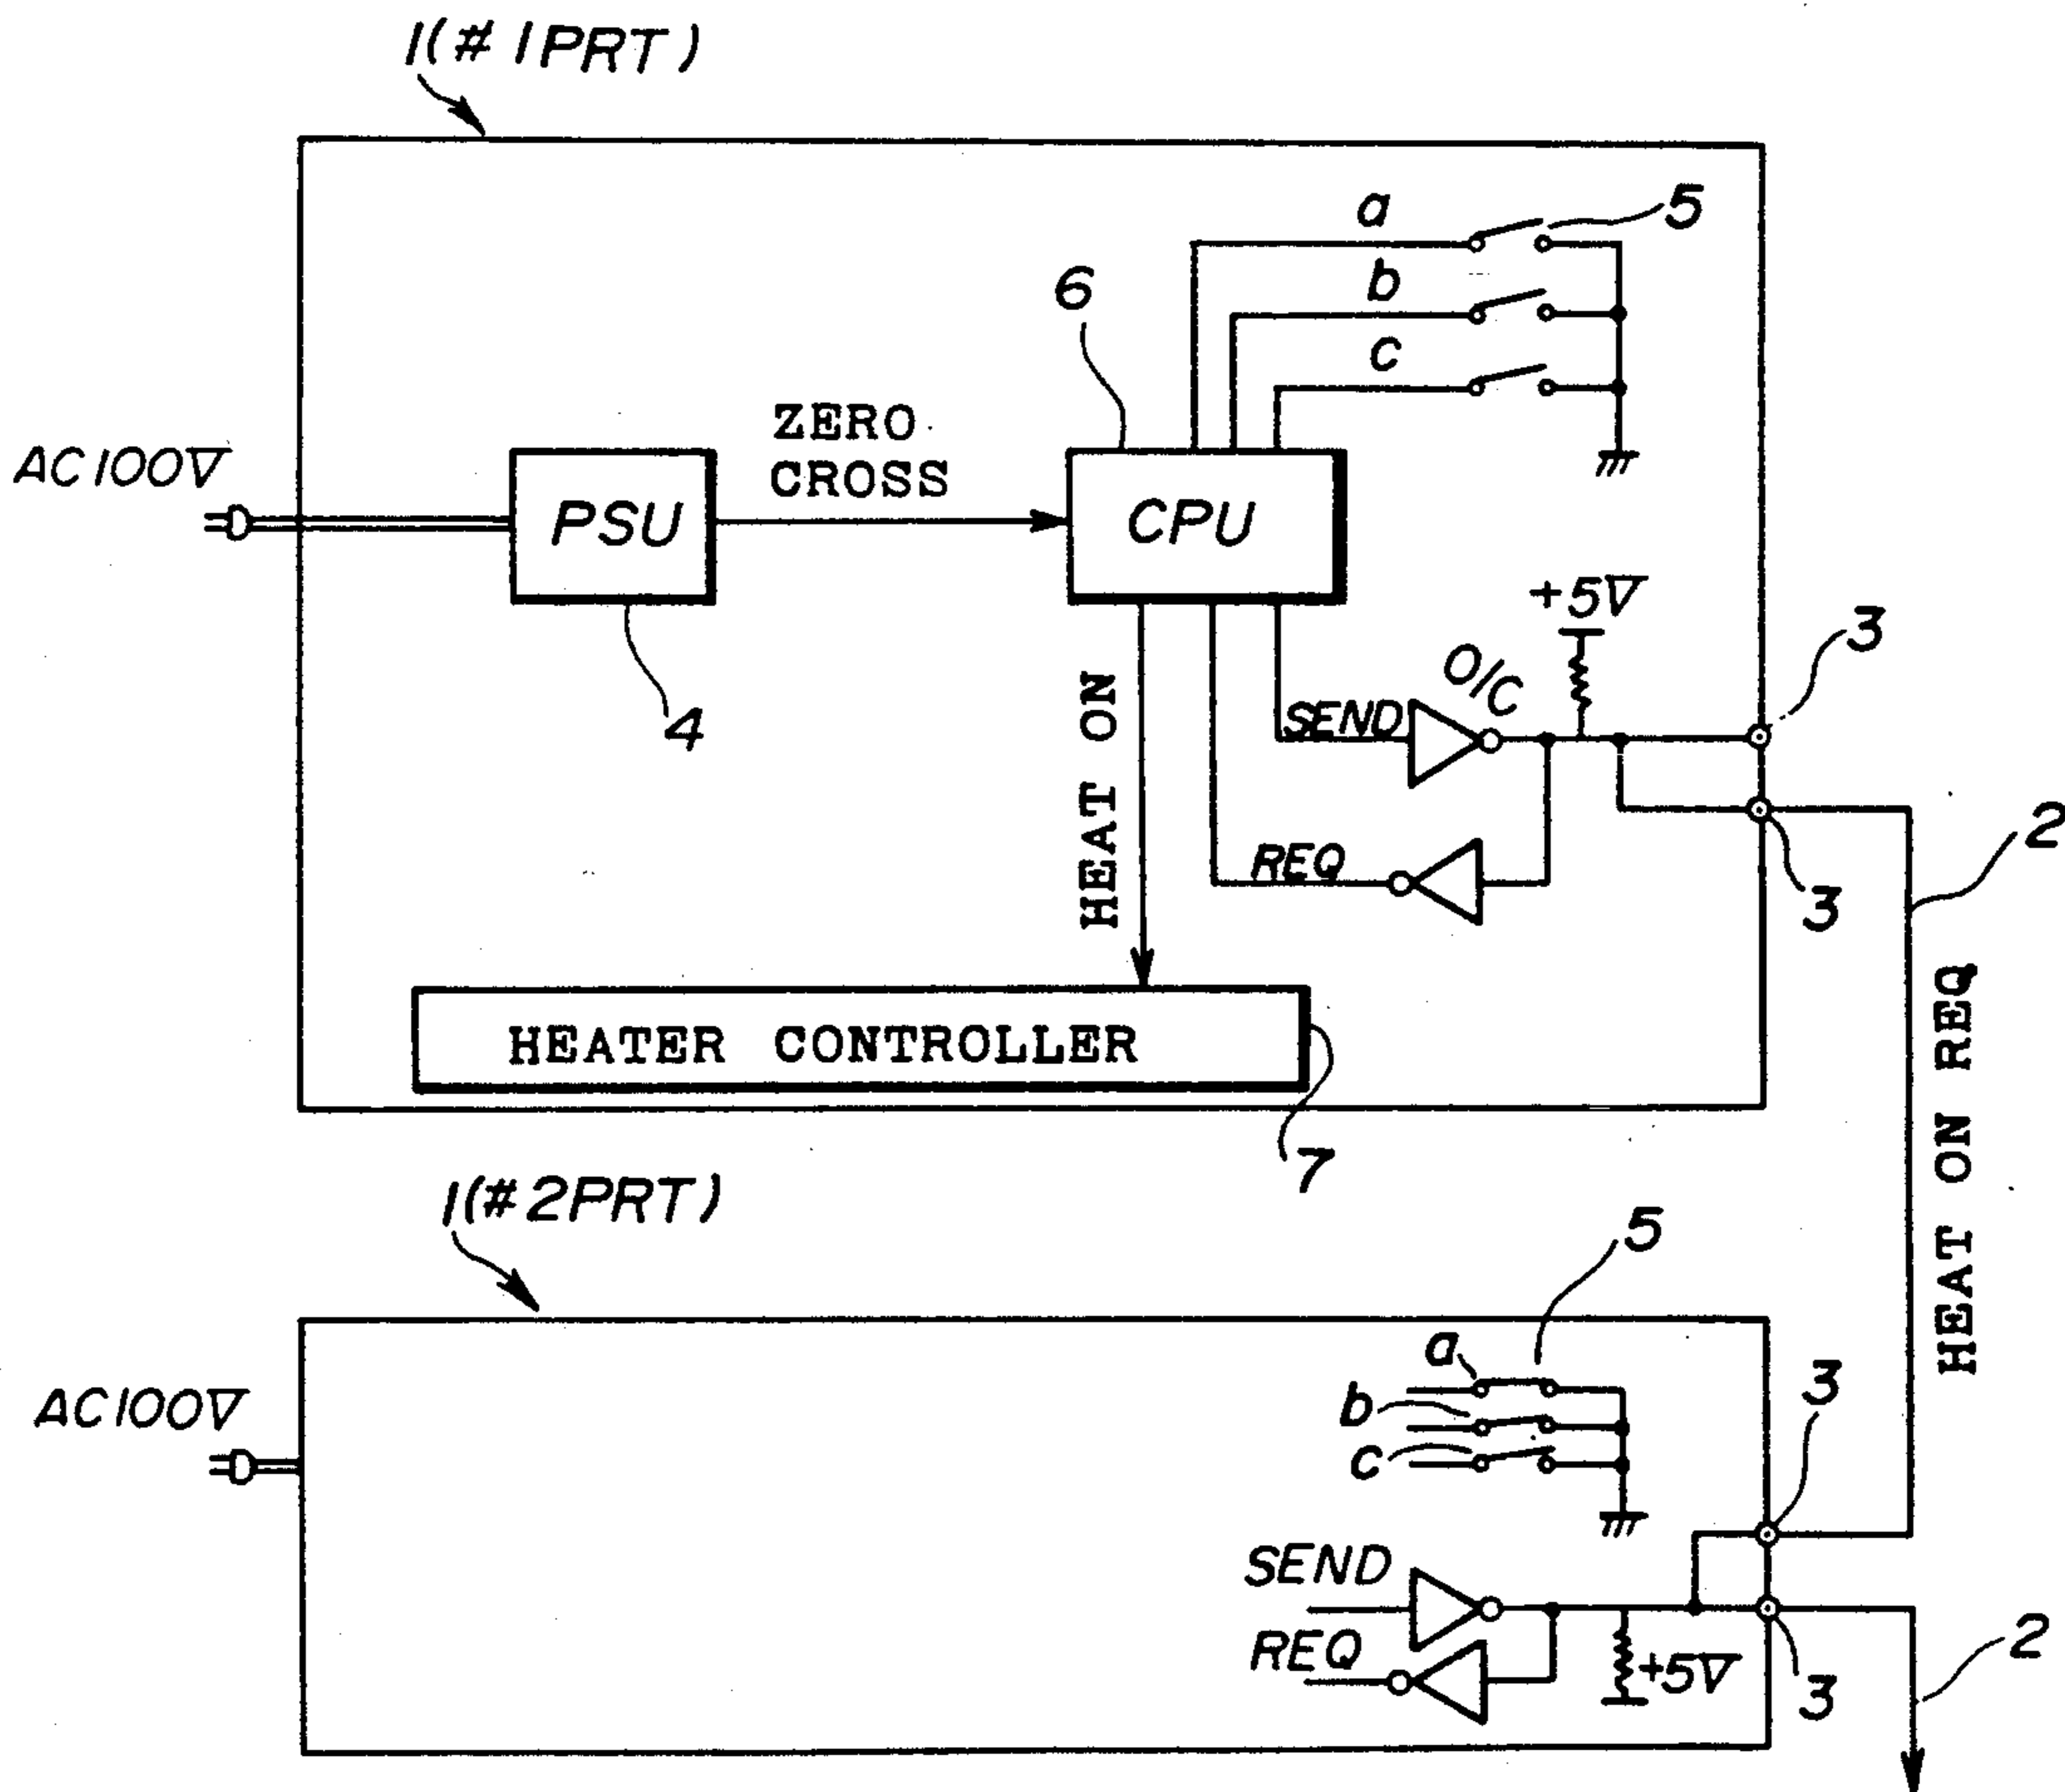 1(#1PRT)
a
5
b
6
c
ZERO
CROSS
AC100V
PSU
CPU
+5V
3
O/C
4
SEND
HEAT ON
2
REQ
3
HEATER CONTROLLER
HEAT ON REQ
7
1(#2PRT)
5
a
3
AC100V
b
c
SEND
REQ
+5V
3
2